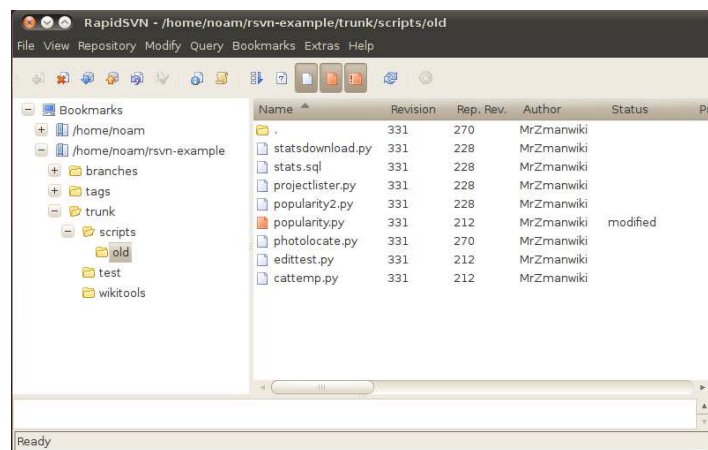 RapidSVN - /home/noam/rsvn-example/trunk/scripts/old
File View Repository Modify Query Bookmarks Extras Help
Bookmarks
/home/noam
/home/noam/rsvn-example
branches
tags
trunk
scripts
old
test
wikitools
Name Revision Rep. Rev. Author Status P
. 331 270 MrZmanwiki
statsdownload.py 331 228 MrZmanwiki
stats.sql 331 228 MrZmanwiki
projectlister.py 331 228 MrZmanwiki
popularity2.py 331 228 MrZmanwiki
popularity.py 331 212 MrZmanwiki modified
photolocate.py 331 270 MrZmanwiki
edittest.py 331 212 MrZmanwiki
cattemp.py 331 212 MrZmanwiki
Ready